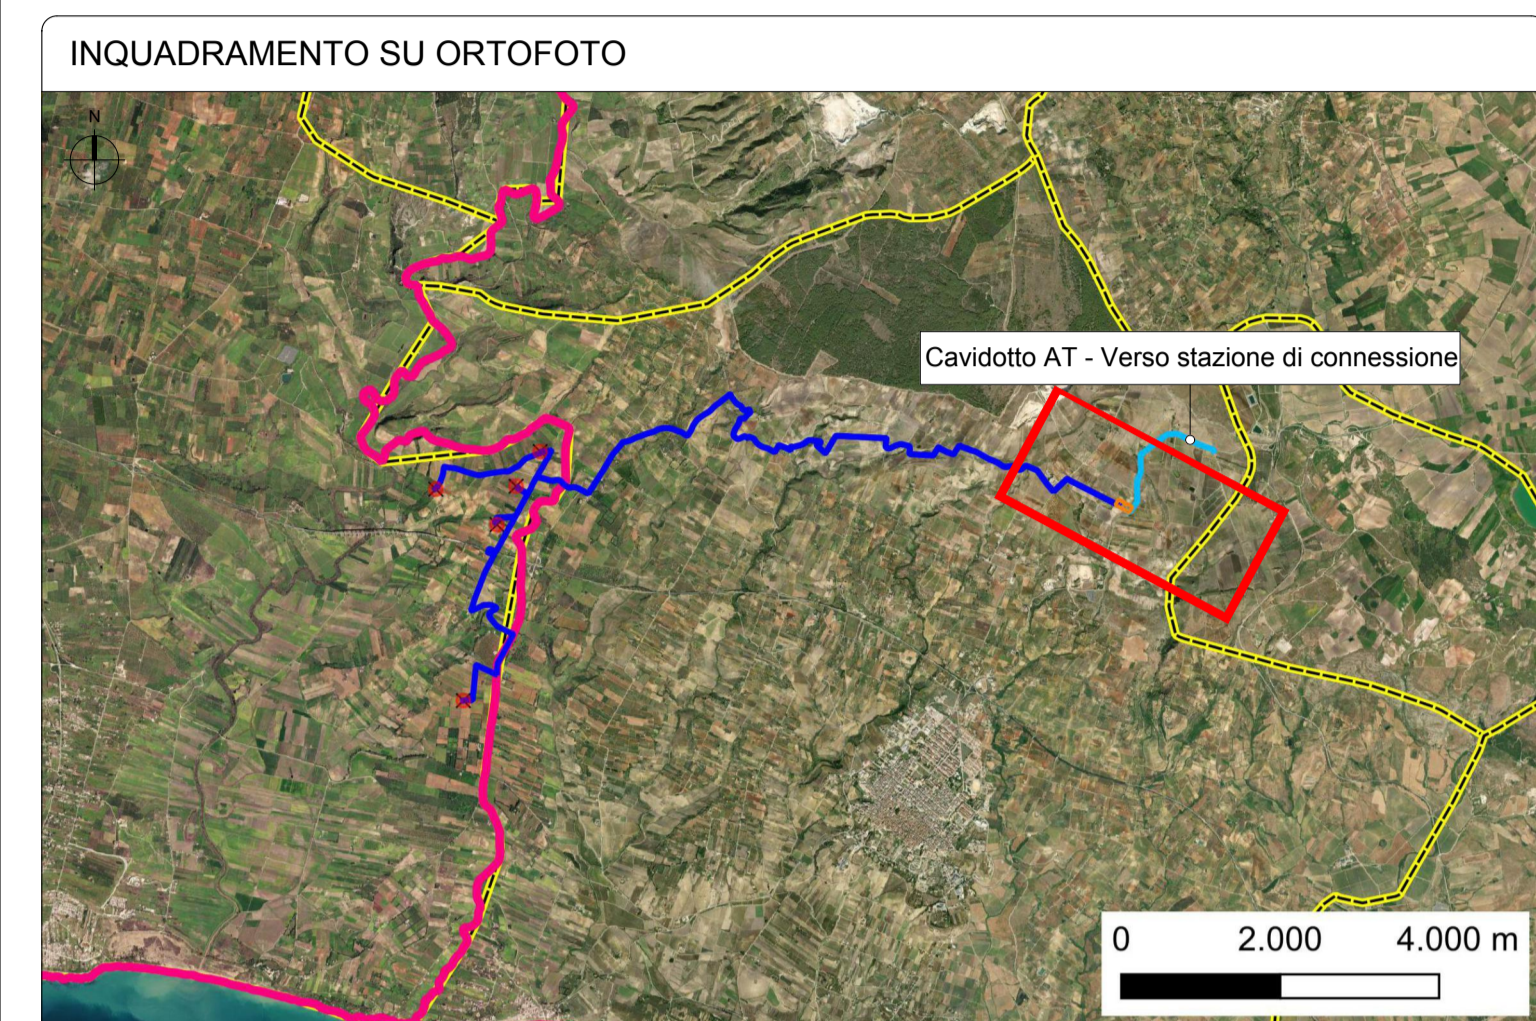 INQUADRAMENTO SU ORTOFOTO
N
Cavidotto AT - Verso stazione di connessione
0 2.000 4.000 m